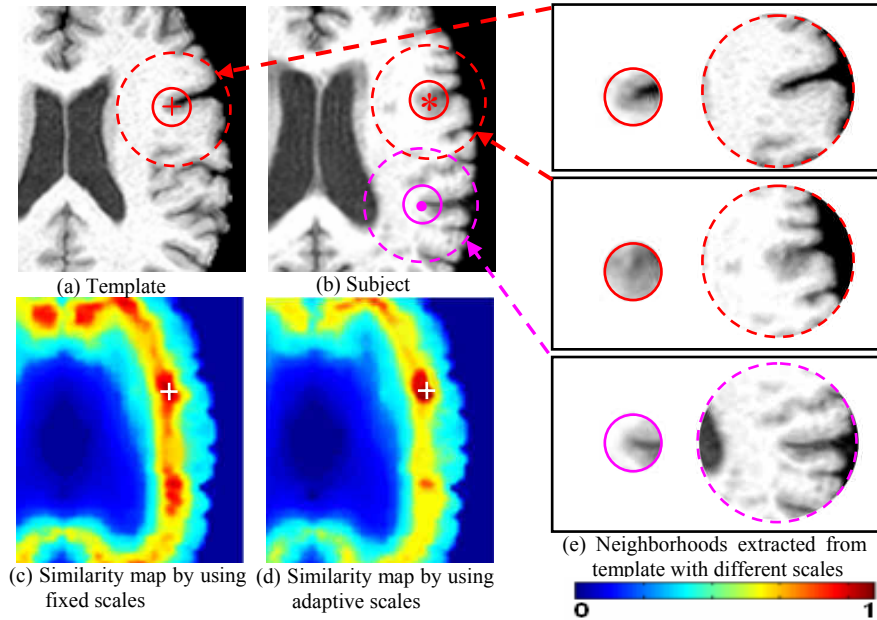 (a) Template
(b) Subject
(c) Similarity map by using
fixed scales
(d) Similarity map by using
adaptive scales
(e) Neighborhoods extracted from
template with different scales
0
1